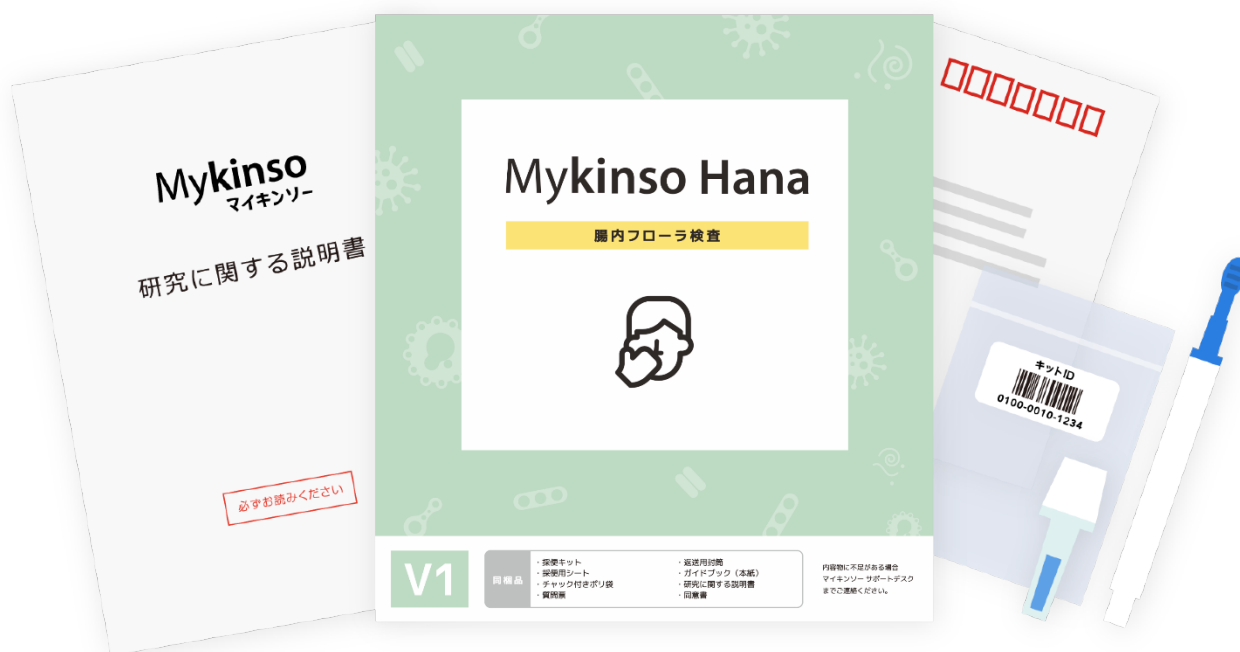 Mykinso
マイキンソー
研究に関する説明書
必ずお読みください
Mykinso Hana
腸内フローラ検査
V1
同梱品
・採便キット
・採便用シート
・チャック付きポリ袋
・質問票
・返送用封筒
・ガイドブック（本紙）
・研究に関する説明書
・同意書
内容物に不足がある場合
マイキンソー サポートデスク
までご連絡ください。
キットID
0100-0010-1234